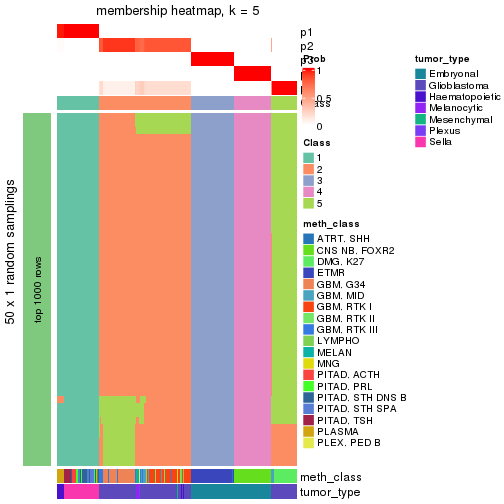 membership heatmap, k = 5
p1
p2
Prob
1
0.5
0
Class
1
2
3
4
5
50 x 1 random samplings
top 1000 rows
meth_class
ATRT, SHH
CNS NB, FOXR2
DMG, K27
ETMR
GBM, G34
GBM, MID
GBM, RTK I
GBM, RTK II
GBM, RTK III
LYMPHO
MELAN
MNG
PITAD, ACTH
PITAD, PRL
PITAD, STH DNS B
PITAD, STH SPA
PITAD, TSH
PLASMA
PLEX, PED B
tumor_type
Embryonal
Glioblastoma
Haematopoietic
Melanocytic
Mesenchymal
Plexus
Sella
meth_class
tumor_type